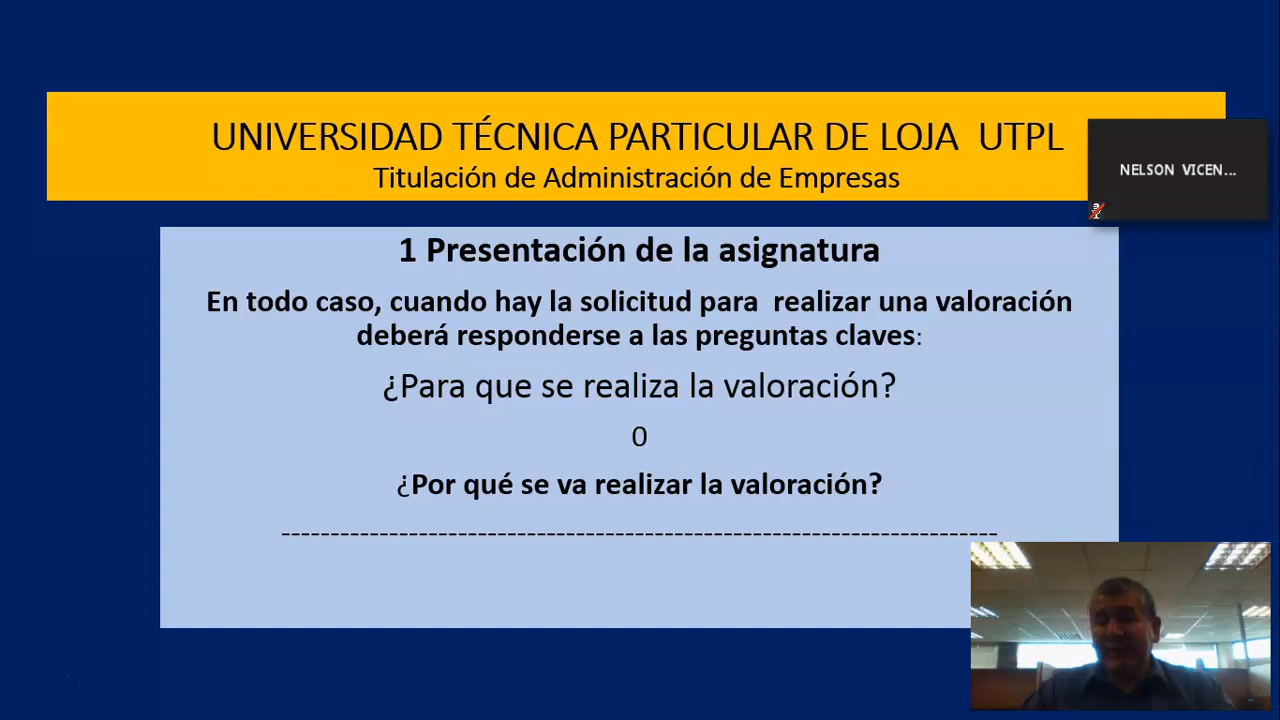 UNIVERSIDAD TÉCNICA PARTICULAR DE LOJA  UTPL
Titulación de Administración de Empresas
NELSON VICEN...
1 Presentación de la asignatura
En todo caso, cuando hay la solicitud para  realizar una valoración
deberá responderse a las preguntas claves:
¿Para que se realiza la valoración?
O
¿Por qué se va realizar la valoración?
-------------------------------------------------------------------------